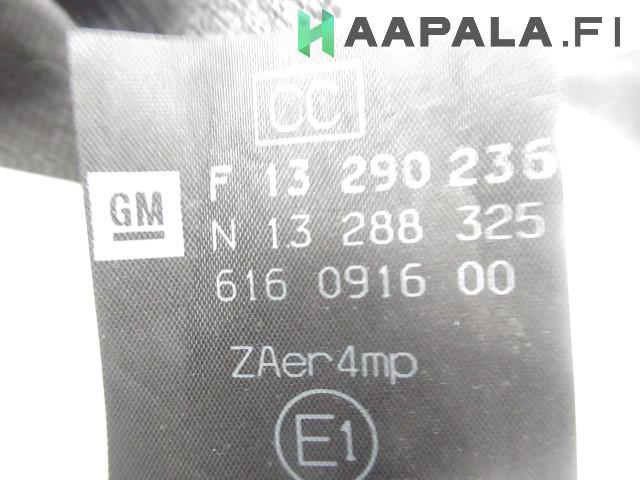 HAAPALA.FI
CC
F 13 290 236
GM
N 13 288 325
616 0916 00
ZAer4mp
E1